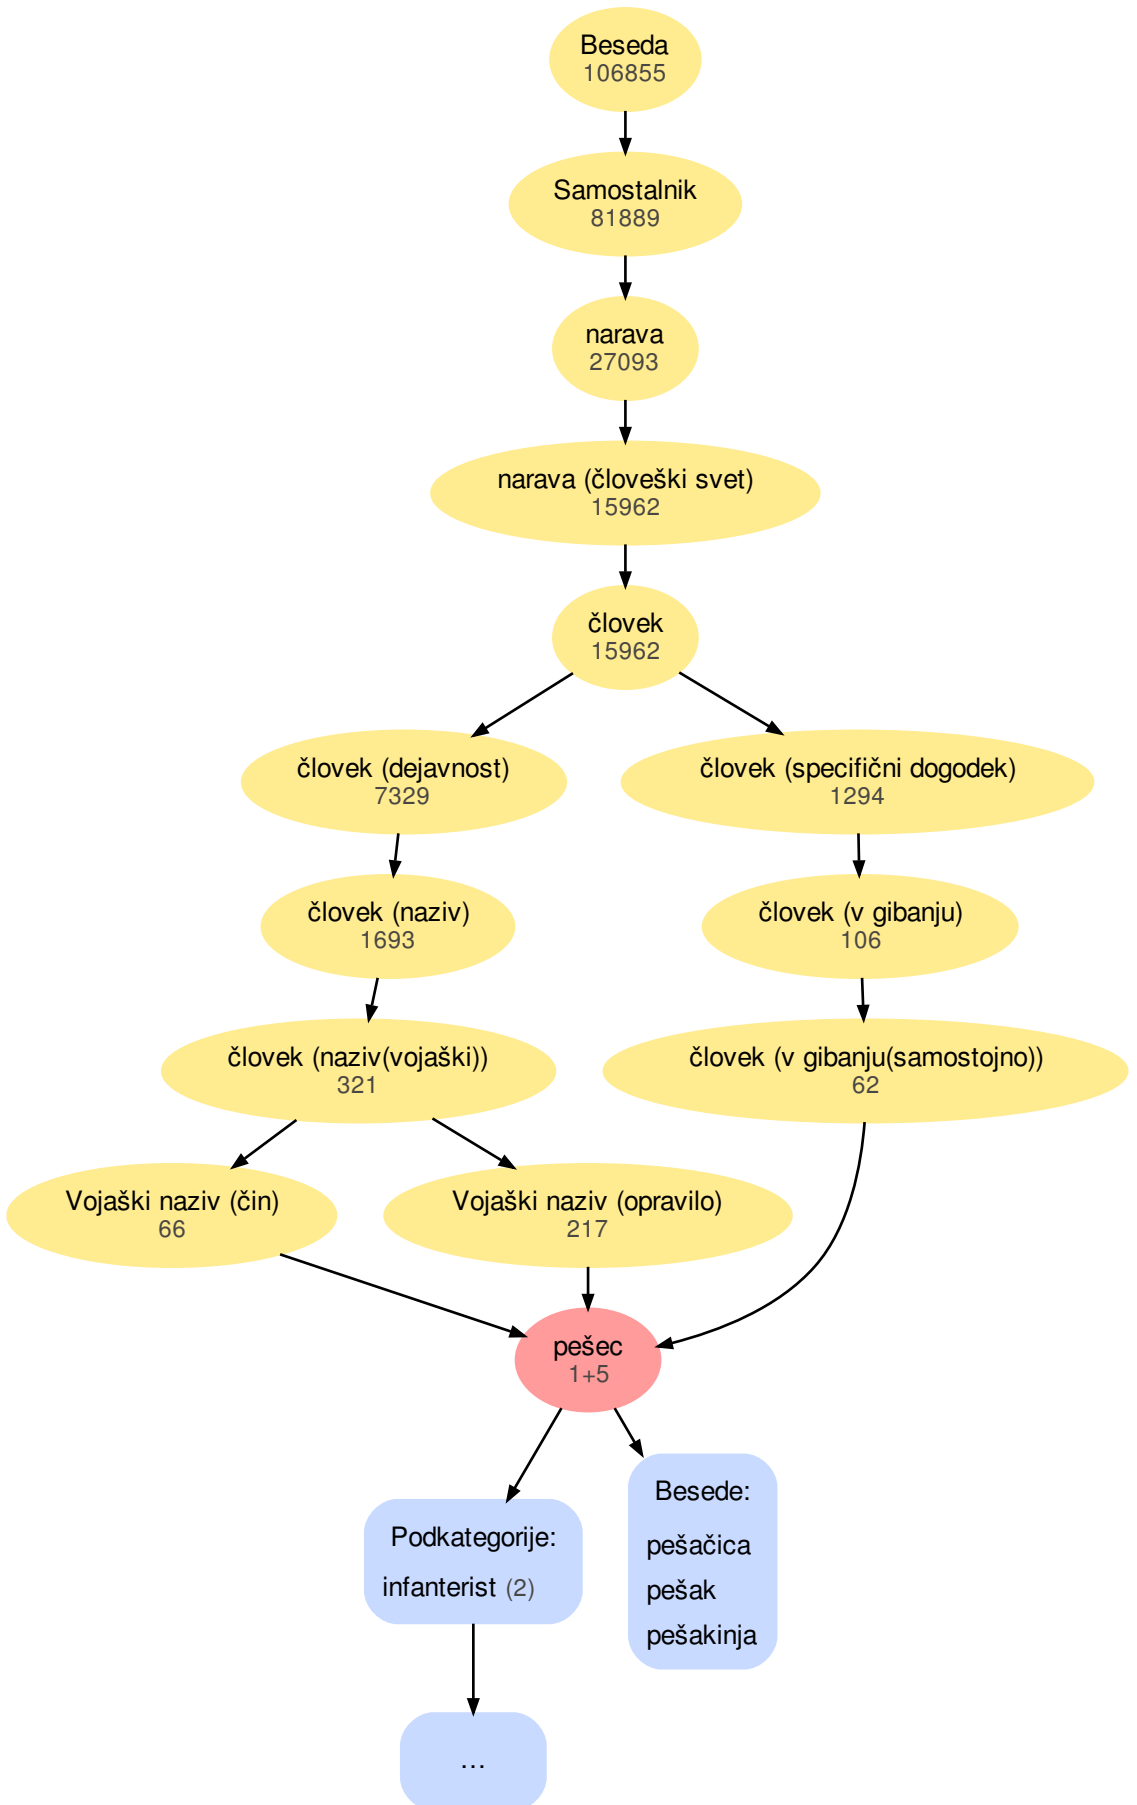 Beseda
106855
Samostalnik
81889
narava
27093
narava (človeški svet)
15962
človek
15962
človek (dejavnost)
7329
človek (specifični dogodek)
1294
človek (naziv)
1693
človek (v gibanju)
106
človek (naziv(vojaški))
321
človek (v gibanju(samostojno))
62
Vojaški naziv (čin)
66
Vojaški naziv (opravilo)
217
pešec
1+5
Podkategorije:
infanterist (2)
Besede:
pešačica
pešak
pešakinja
...